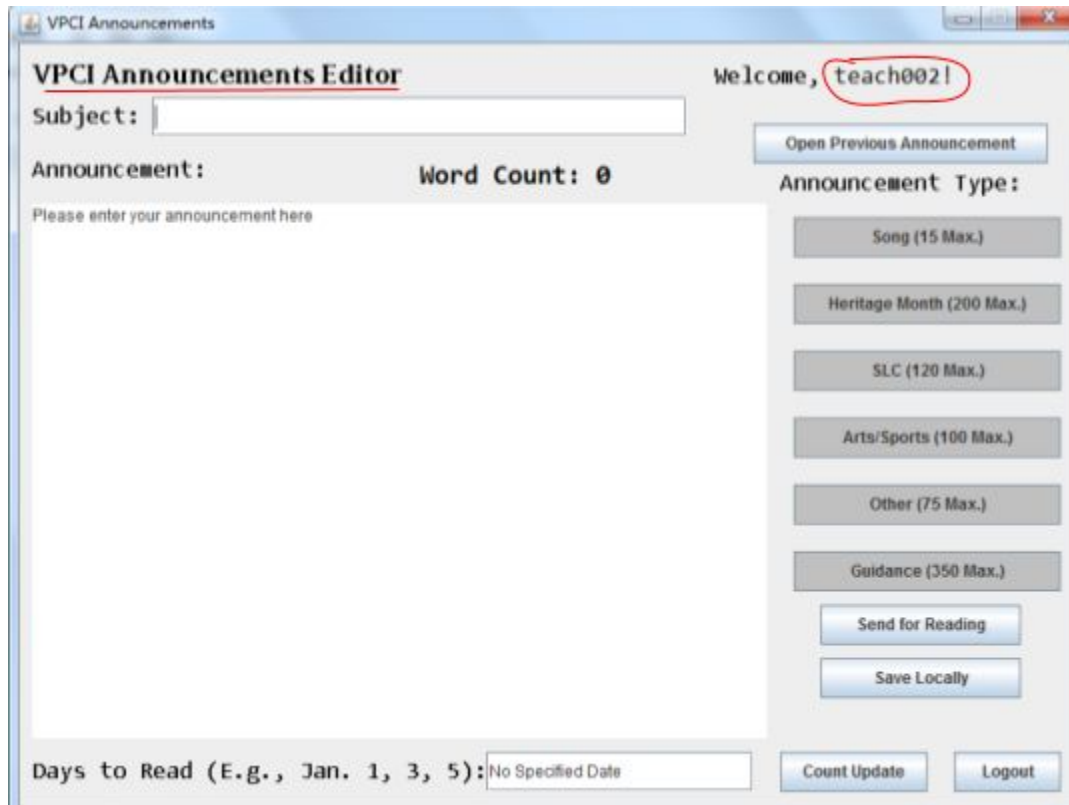 VPCI Announcements
VPCI Announcements Editor
Welcome, teach002!
Subject:
Open Previous Announcement
Announcement:
Word Count: 0
Announcement Type:
Please enter your announcement here
Song (15 Max.)
Heritage Month (200 Max.)
SLC (120 Max.)
Arts/Sports (100 Max.)
Other (75 Max.)
Guidance (350 Max.)
Send for Reading
Save Locally
Days to Read (E.g., Jan. 1, 3, 5):
No Specified Date
Count Update
Logout